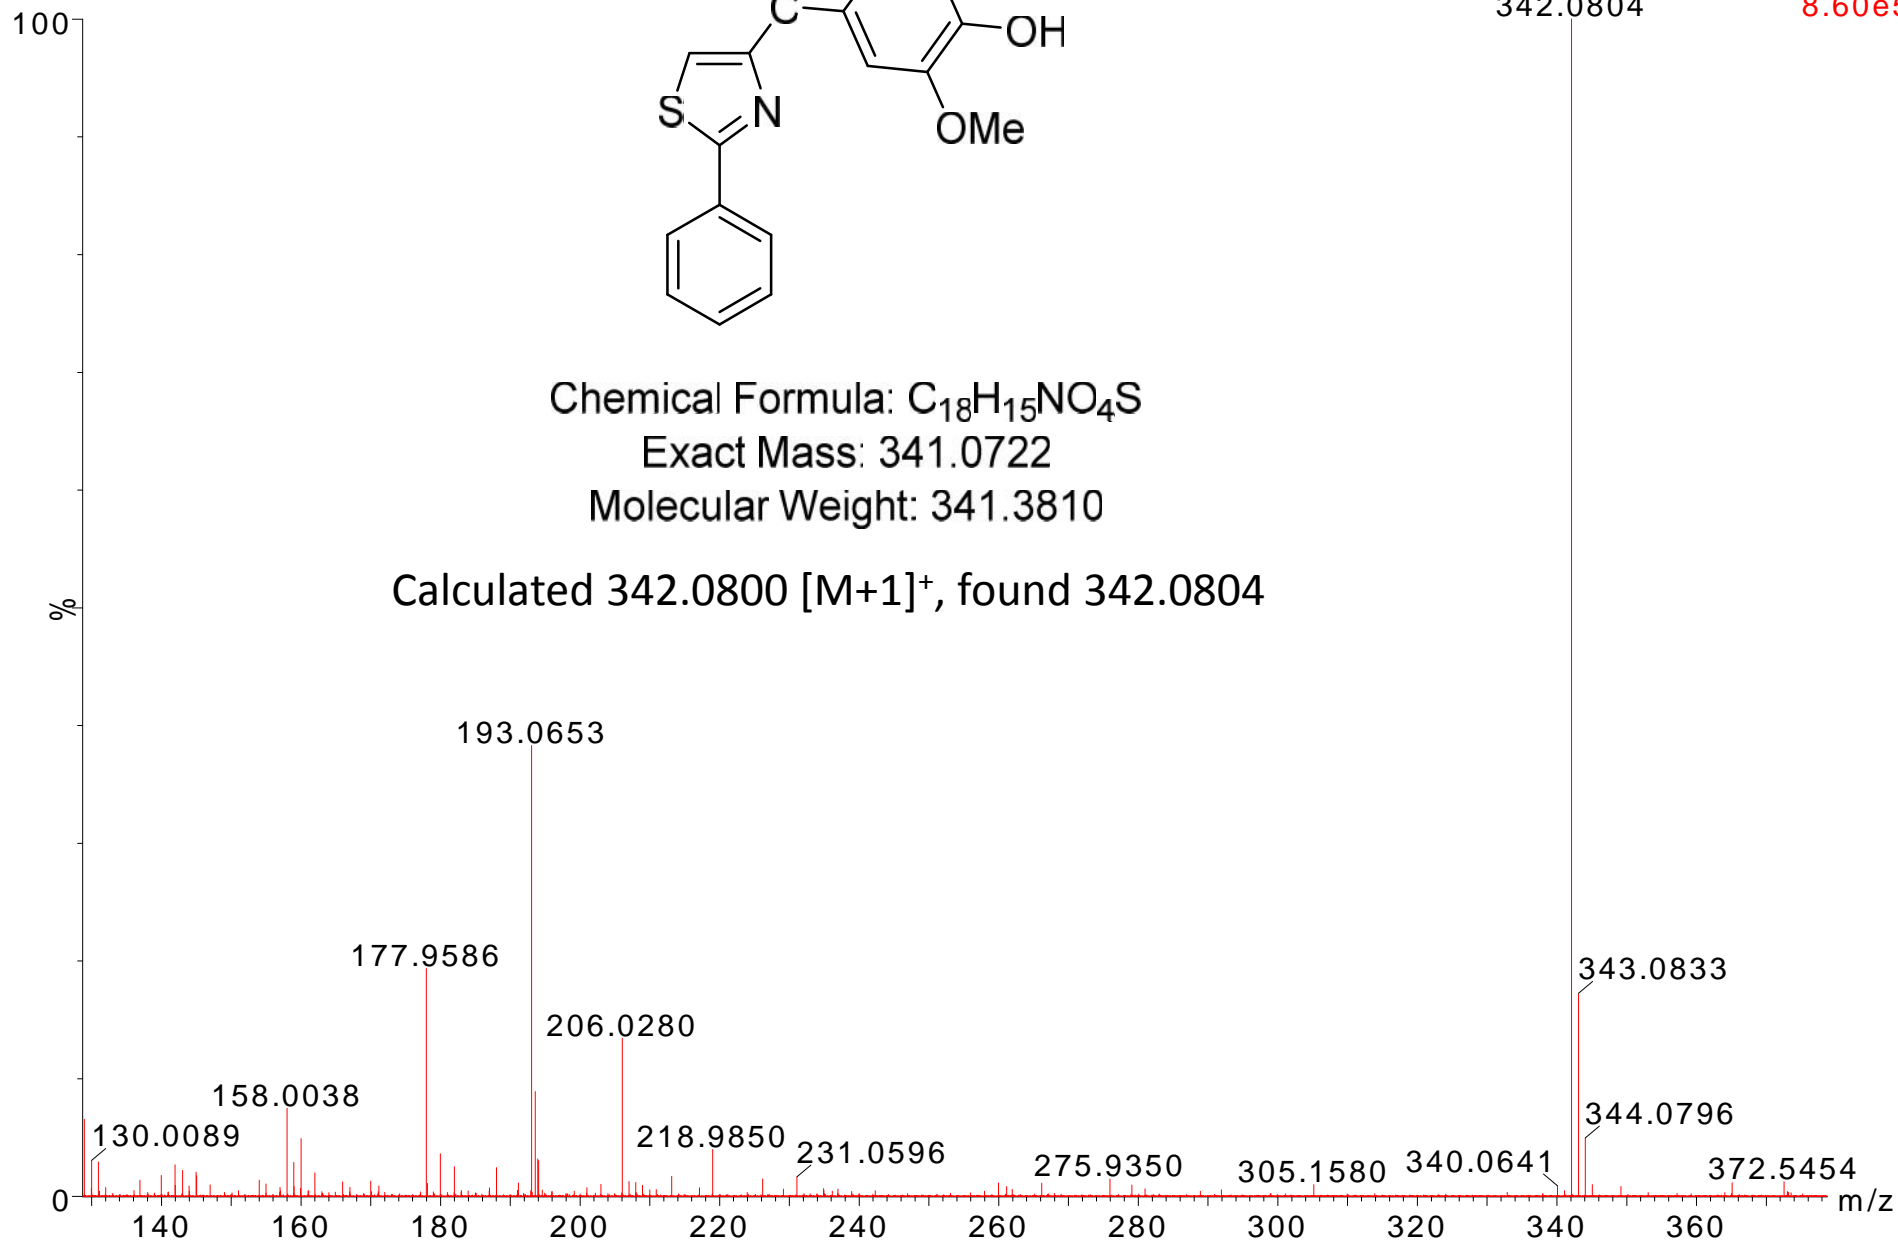 100
342.0804
8.60e5
C
OH
S
N
OMe
Chemical Formula: C₁₈H₁₅NO₄S
Exact Mass: 341.0722
Molecular Weight: 341.3810
Calculated 342.0800 [M+1]⁺, found 342.0804
%
193.0653
177.9586
343.0833
206.0280
158.0038
344.0796
130.0089
218.9850
231.0596
275.9350
305.1580
340.0641
372.5454
0
m/z
140 160 180 200 220 240 260 280 300 320 340 360